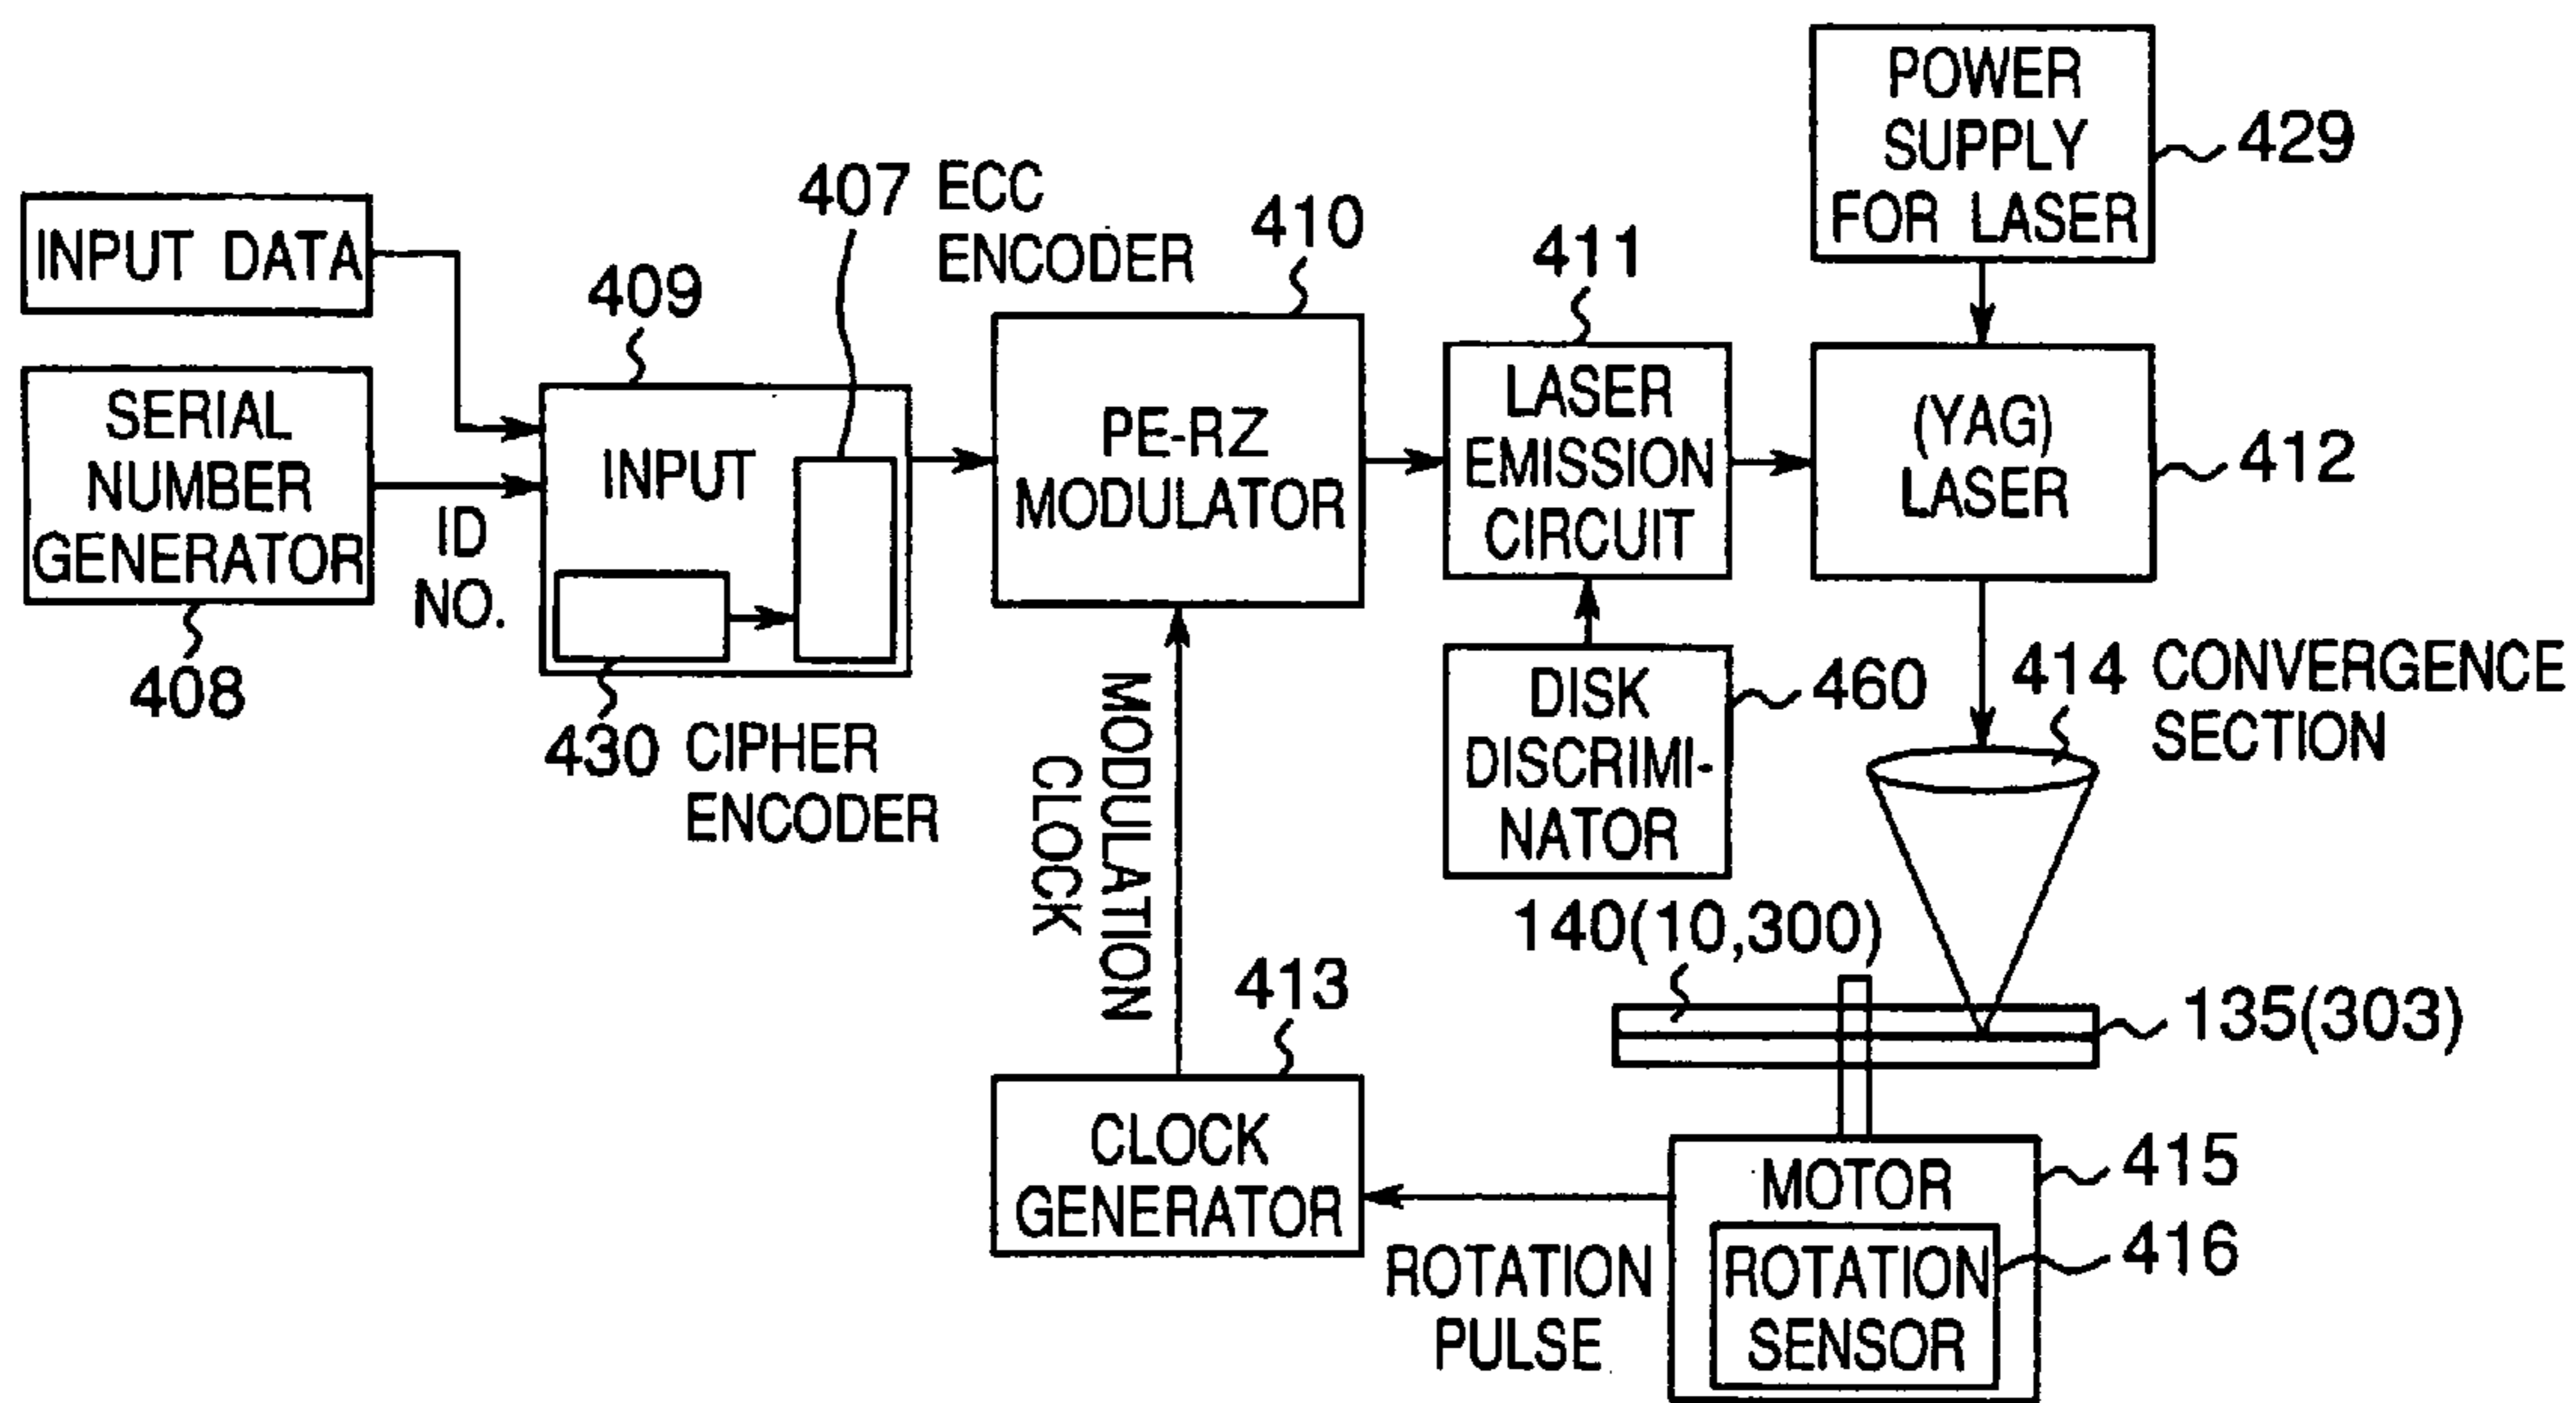 POWER
SUPPLY
FOR LASER
429
407 ECC
ENCODER
410
411
INPUT DATA
409
SERIAL
NUMBER
GENERATOR
408
ID
NO.
INPUT
430 CIPHER
ENCODER
PE-RZ
MODULATOR
LASER
EMISSION
CIRCUIT
(YAG)
LASER
412
DISK
DISCRIMI-
NATOR
460
414 CONVERGENCE
SECTION
MODULATION
CLOCK
140(10,300)
135(303)
413
CLOCK
GENERATOR
ROTATION
PULSE
MOTOR
415
ROTATION
SENSOR
416